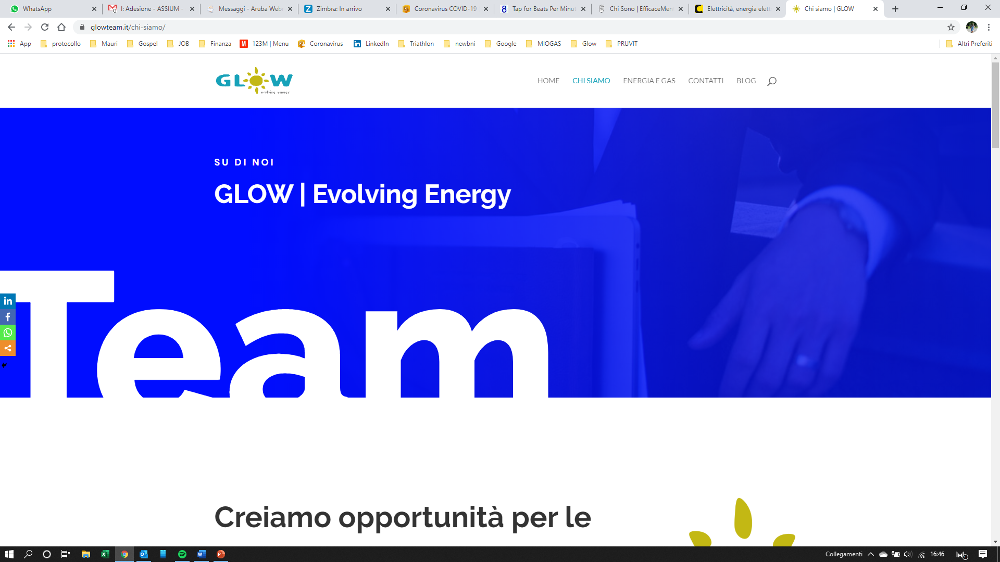 WhatsApp
I: Adesione - ASSIUM -
Messaggi - Aruba Web
Zimbra: In arrivo
Coronavirus COVID-19
Tap for Beats Per Minut
Chi Sono | EfficaceMen
Elettricità, energia elett
Chi siamo | GLOW
glowteam.it/chi-siamo/
App
protocollo
Mauri
Gospel
JOB
Finanza
123M | Menu
Coronavirus
LinkedIn
Triathlon
newbni
Google
MIOGAS
Glow
PRUVIT
Altri Preferiti
GLOW
evolving energy
HOME
CHI SIAMO
ENERGIA E GAS
CONTATTI
BLOG
SU DI NOI
GLOW | Evolving Energy
Team
Creiamo opportunità per le
Collegamenti
16:46